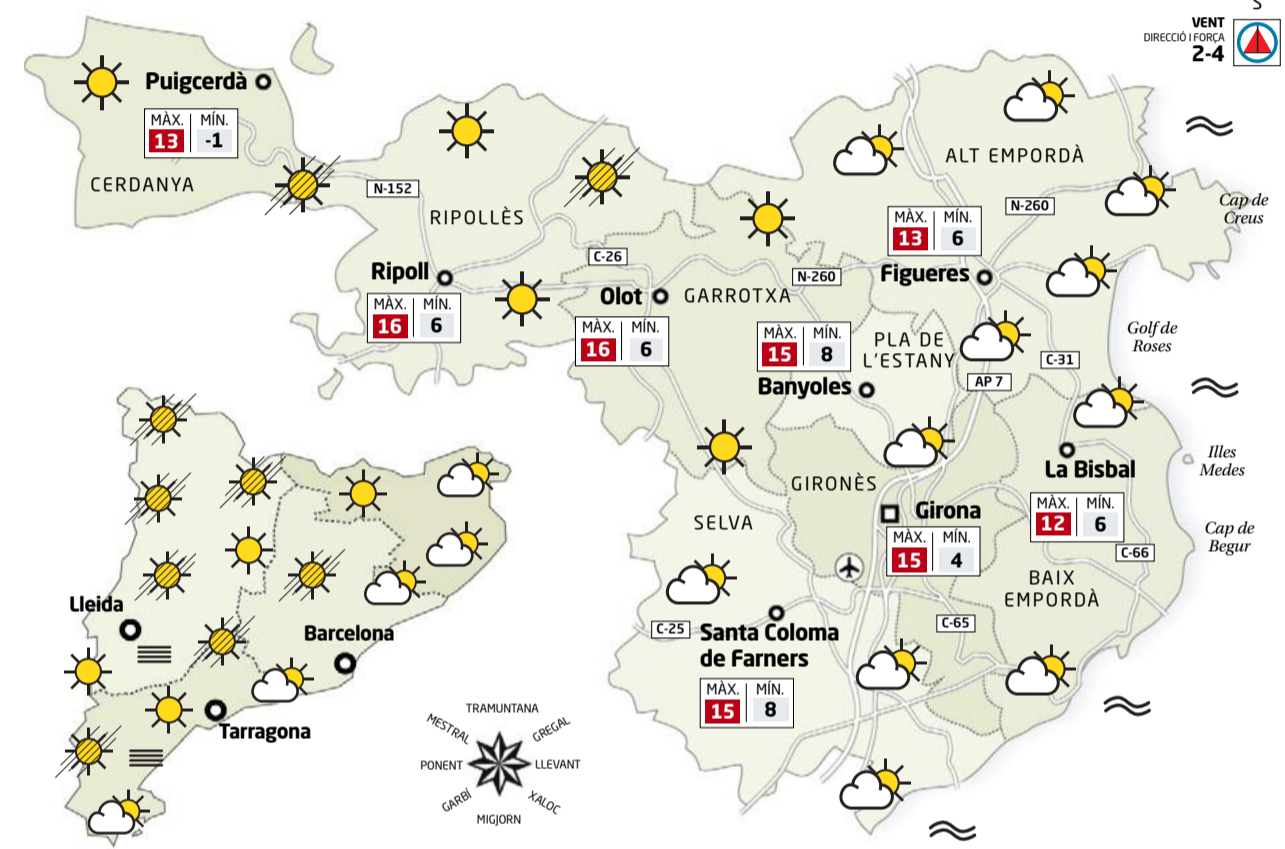 S
VENT
DIRECCIÓ I FORÇA
2-4
Puigcerdà
MÀX. MÍN.
13 -1
CERDANYA
N-152
RIPOLLÈS
ALT EMPORDÀ
N-260
Cap de
Creus
MÀX. MÍN.
13 6
Figueres
C-26
Ripoll
MÀX. MÍN.
16 6
Olot
GARROTXA
MÀX. MÍN.
16 6
N-260
MÀX. MÍN.
15 8
Banyoles
PLA DE
L'ESTANY
Golf de
Roses
C-31
AP 7
La Bisbal
MÀX. MÍN.
12 6
Illes
Medes
Cap de
Begur
GIRONÈS
SELVA
Girona
MÀX. MÍN.
15 4
C-66
BAIX
EMPORDÀ
C-65
C-25
Santa Coloma
de Farners
MÀX. MÍN.
15 8
Lleida
Barcelona
Tarragona
TRAMUNTANA
MESTRAL
GREGAL
PONENT
LLEVANT
GARBÍ
XALOC
MIGJORN